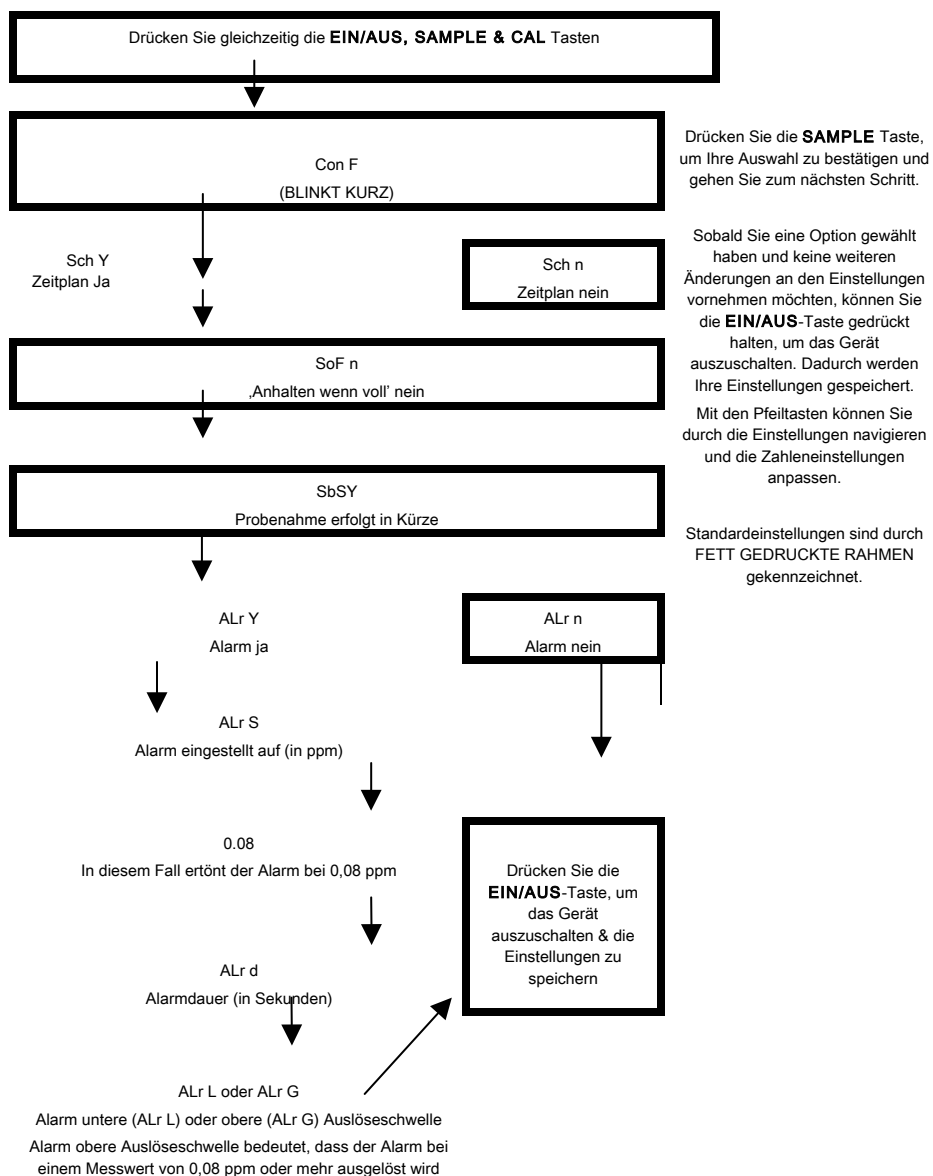 Drücken Sie gleichzeitig die EIN/AUS, SAMPLE & CAL Tasten
Con F
(BLINKT KURZ)
Drücken Sie die SAMPLE Taste,
um Ihre Auswahl zu bestätigen und
gehen Sie zum nächsten Schritt.
Sch Y
Zeitplan Ja
Sch n
Zeitplan nein
Sobald Sie eine Option gewählt
haben und keine weiteren
Änderungen an den Einstellungen
vornehmen möchten, können Sie
die EIN/AUS-Taste gedrückt
halten, um das Gerät
auszuschalten. Dadurch werden
Ihre Einstellungen gespeichert.
SoF n
‚Anhalten wenn voll’ nein
Mit den Pfeiltasten können Sie
durch die Einstellungen navigieren
und die Zahleneinstellungen
anpassen.
SbSY
Probenahme erfolgt in Kürze
Standardeinstellungen sind durch
FETT GEDRUCKTE RAHMEN
gekennzeichnet.
ALr Y
Alarm ja
ALr n
Alarm nein
ALr S
Alarm eingestellt auf (in ppm)
0.08
In diesem Fall ertönt der Alarm bei 0,08 ppm
Drücken Sie die
EIN/AUS-Taste, um
das Gerät
auszuschalten & die
Einstellungen zu
speichern
ALr d
Alarmdauer (in Sekunden)
ALr L oder ALr G
Alarm untere (ALr L) oder obere (ALr G) Auslöseschwelle
Alarm obere Auslöseschwelle bedeutet, dass der Alarm bei
einem Messwert von 0,08 ppm oder mehr ausgelöst wird